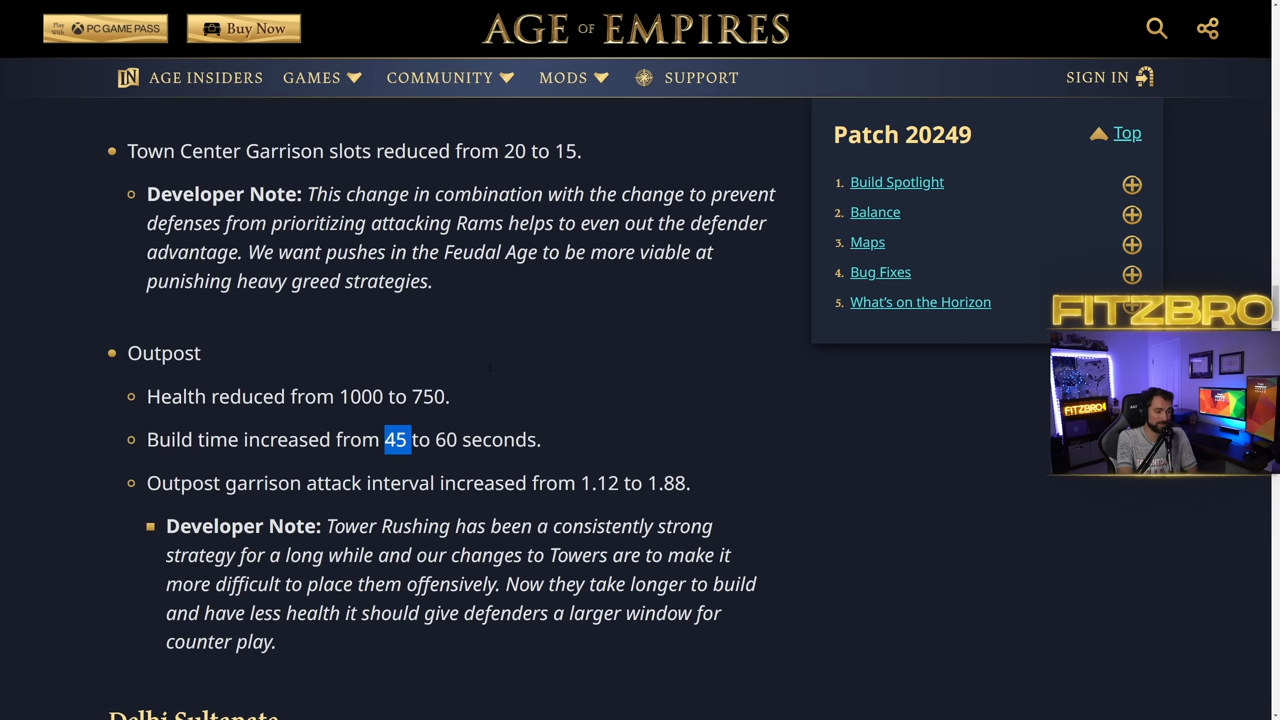 Play With
PC GAME PASS
Buy Now
AGE OF EMPIRES
IN AGE INSIDERS
GAMES
COMMUNITY
MODS
SUPPORT
SIGN IN
Town Center Garrison slots reduced from 20 to 15.
Developer Note: This change in combination with the change to prevent
defenses from prioritizing attacking Rams helps to even out the defender
advantage. We want pushes in the Feudal Age to be more viable at
punishing heavy greed strategies.
Outpost
Health reduced from 1000 to 750.
Build time increased from 45 to 60 seconds.
Outpost garrison attack interval increased from 1.12 to 1.88.
Developer Note: Tower Rushing has been a consistently strong
strategy for a long while and our changes to Towers are to make it
more difficult to place them offensively. Now they take longer to build
and have less health it should give defenders a larger window for
counter play.
Delhi Sultanate
Patch 20249
Top
1. Build Spotlight
2. Balance
3. Maps
4. Bug Fixes
5. What's on the Horizon
FITZBRO
FITZBRO